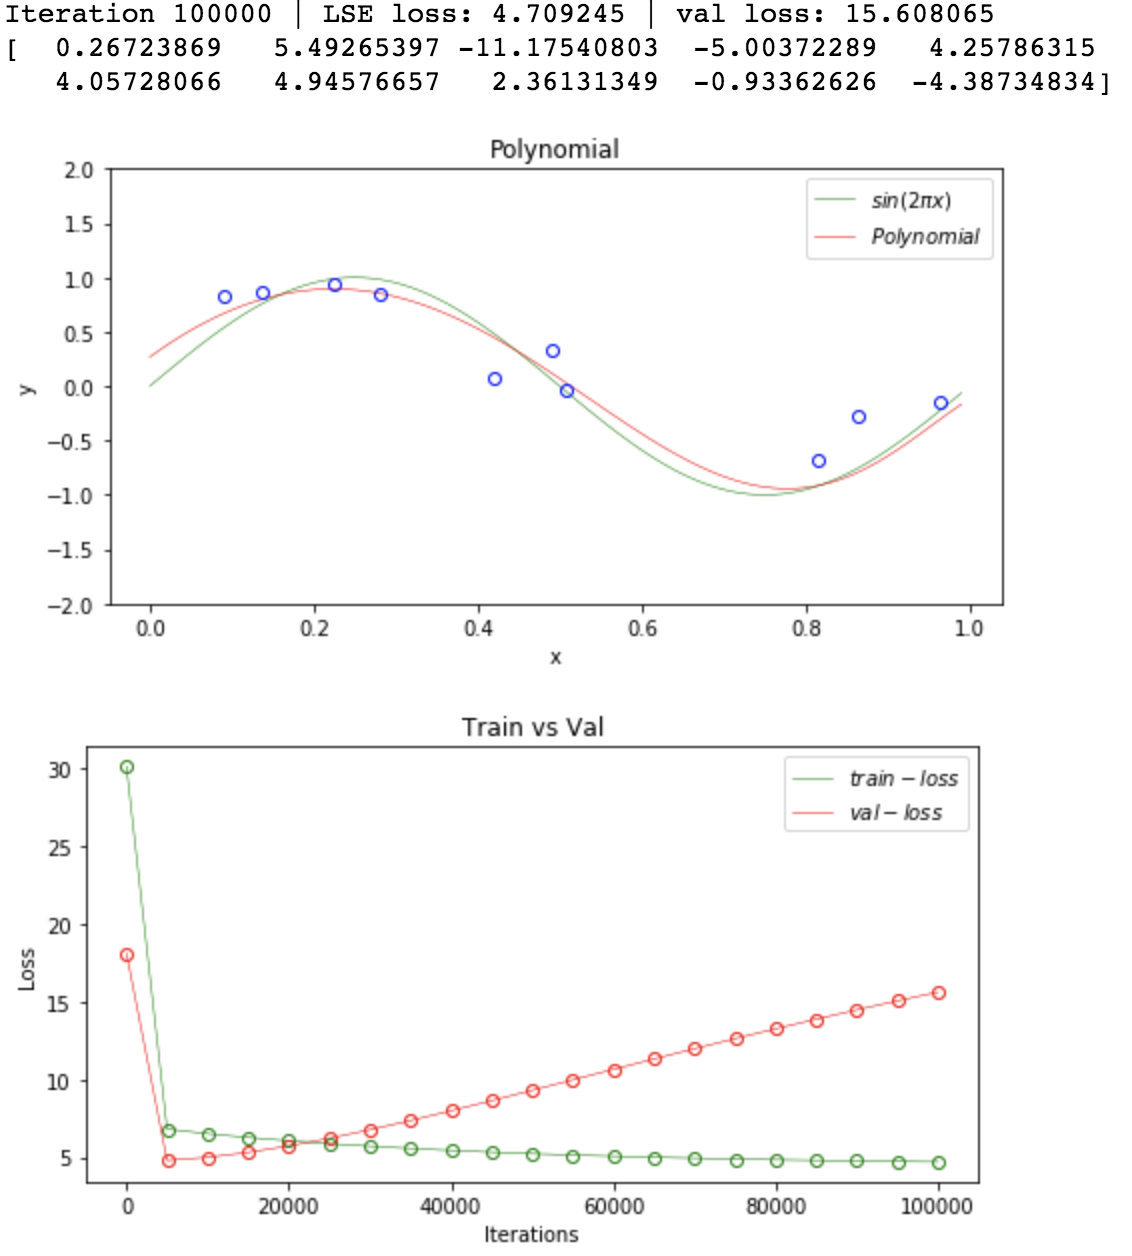 Iteration 100000 | LSE loss: 4.709245 | val loss: 15.608065
[ 0.26723869 5.49265397 -11.17540803 -5.00372289 4.25786315
4.05728066 4.94576657 2.36131349 -0.93362626 -4.38734834]
Polynomial
2.0
1.5
1.0
0.5
0.0
−0.5
−1.0
−1.5
−2.0
y
sin(2πx)
Polynomial
0.0 0.2 0.4 0.6 0.8 1.0
x
Train vs Val
30
25
20
15
10
5
Loss
train − loss
val − loss
0 20000 40000 60000 80000 100000
Iterations